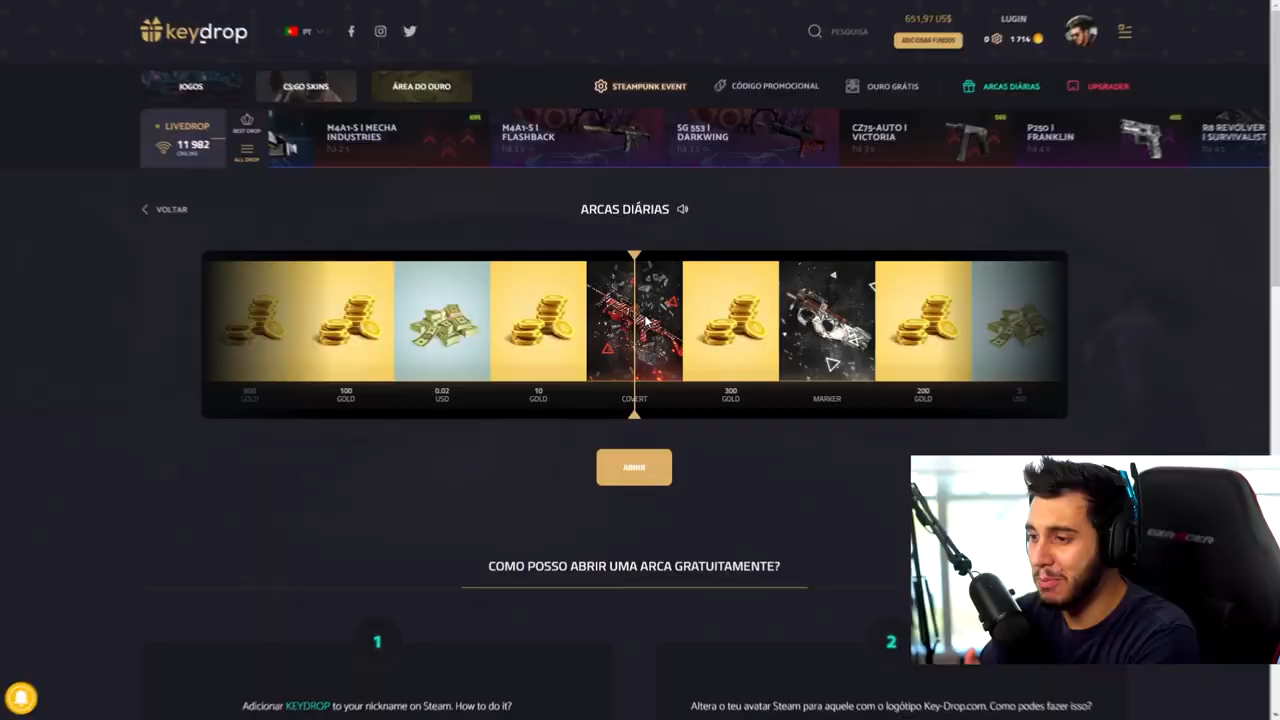 keydrop
PT
PESQUISA
651,97 US$
ADICIONAR FUNDOS
LUGIN
0
1 714
JOGOS
CS:GO SKINS
ÁREA DO OURO
STEAMPUNK EVENT
CÓDIGO PROMOCIONAL
OURO GRÁTIS
ARCAS DIÁRIAS
UPGRADER
LIVEDROP
11 982
ONLINE
BEST DROP
ALL DROP
M4A1-S | MECHA
INDUSTRIES
M4A1-S |
FLASHBACK
SG 553 |
DARKWING
CZ75-AUTO |
VICTORIA
P250 |
FRANKLIN
R8 REVOLVER
| SURVIVALIST
VOLTAR
ARCAS DIÁRIAS
GOLD
100
GOLD
0.02
USD
10
GOLD
COVERT
300
GOLD
MARKER
200
GOLD
USD
ABRIR
COMO POSSO ABRIR UMA ARCA GRATUITAMENTE?
1
2
Adicionar KEYDROP to your nickname on Steam. How to do it?
Altera o teu avatar Steam para aquele com o logótipo Key-Drop.com. Como podes fazer isso?